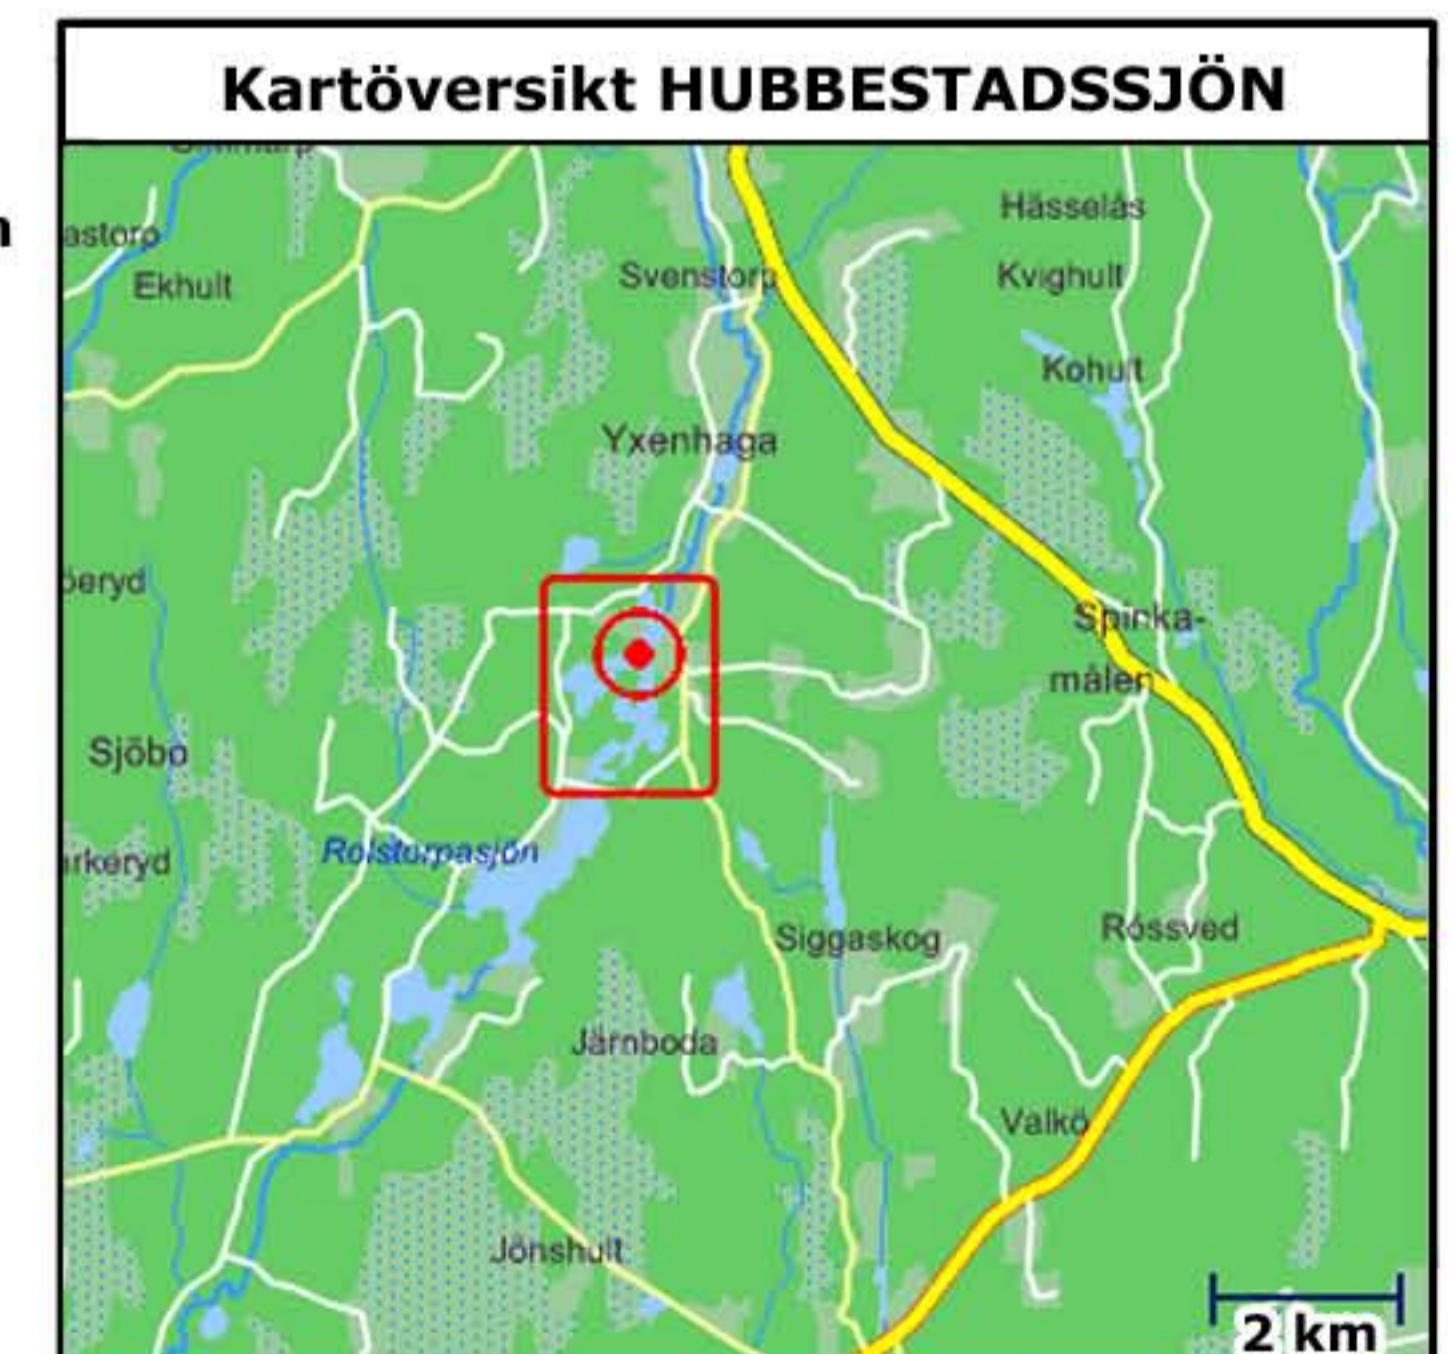 Kartöversikt HUBBESTADSSJÖN
Hässelås
astorp
Svenstorp
Kvighult
Ekhult
Kohult
Yxenhaga
Spinka-
målen
Sjöbo
Rolstorpasjön
Siggaskog
Rössved
Järnboda
Valkö
Jönshult
2 km